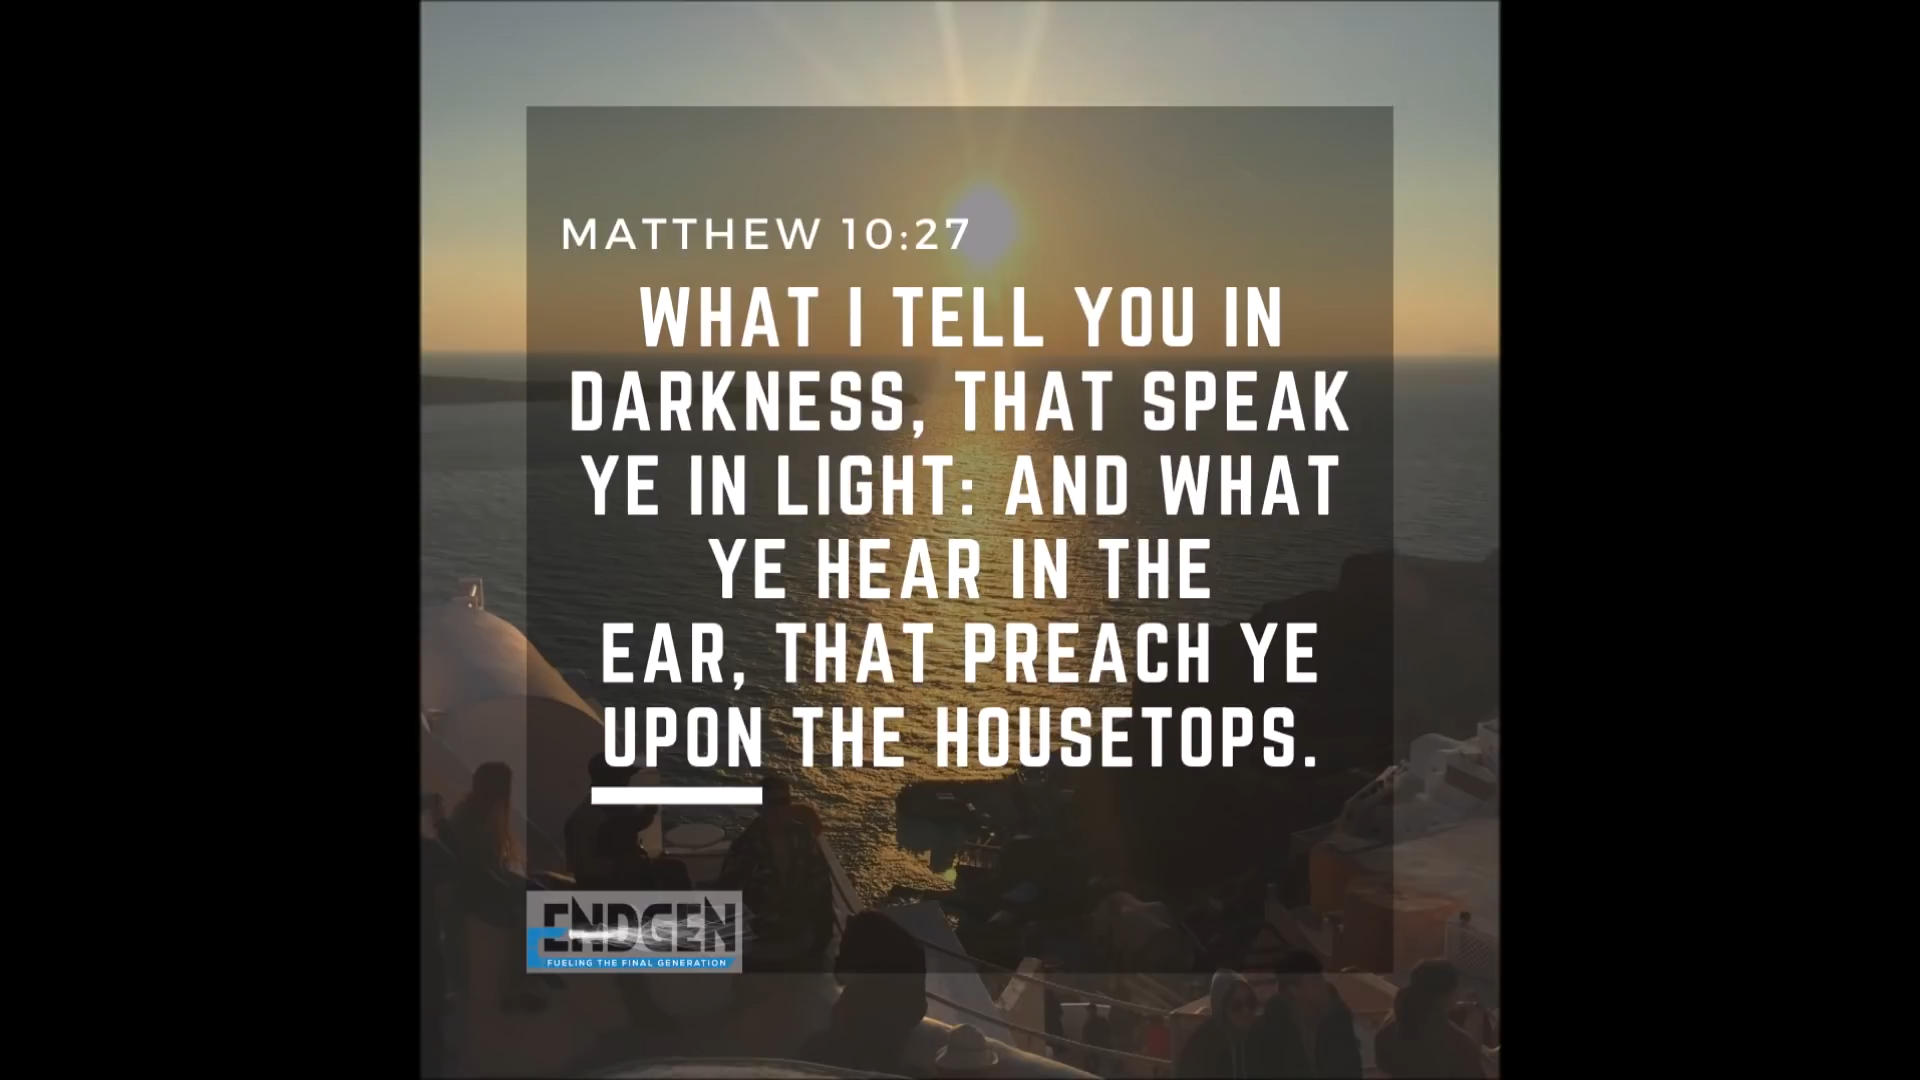 MATTHEW 10:27
WHAT I TELL YOU IN
DARKNESS, THAT SPEAK
YE IN LIGHT: AND WHAT
YE HEAR IN THE
EAR, THAT PREACH YE
UPON THE HOUSETOPS.
ENDGEN
FUELING THE FINAL GENERATION